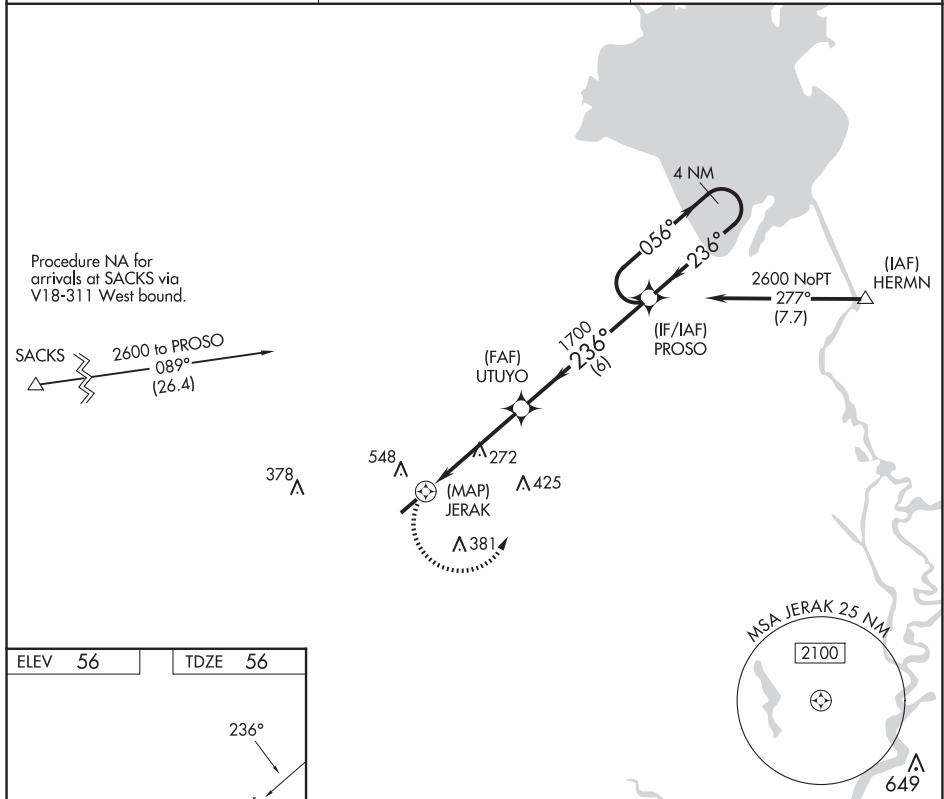 4 NM
056°
236°
Procedure NA for
arrivals at SACKS via
V18-311 West bound.
(IAF)
HERMN
2600 NoPT
277°
(7.7)
(IF/IAF)
PROSO
SACKS
2600 to PROSO
089°
(26.4)
1700
236°
(6)
(FAF)
UTUYO
272
548
425
378
(MAP)
JERAK
381
MSA JERAK 25 NM
2100
ELEV 56
TDZE 56
236°
649